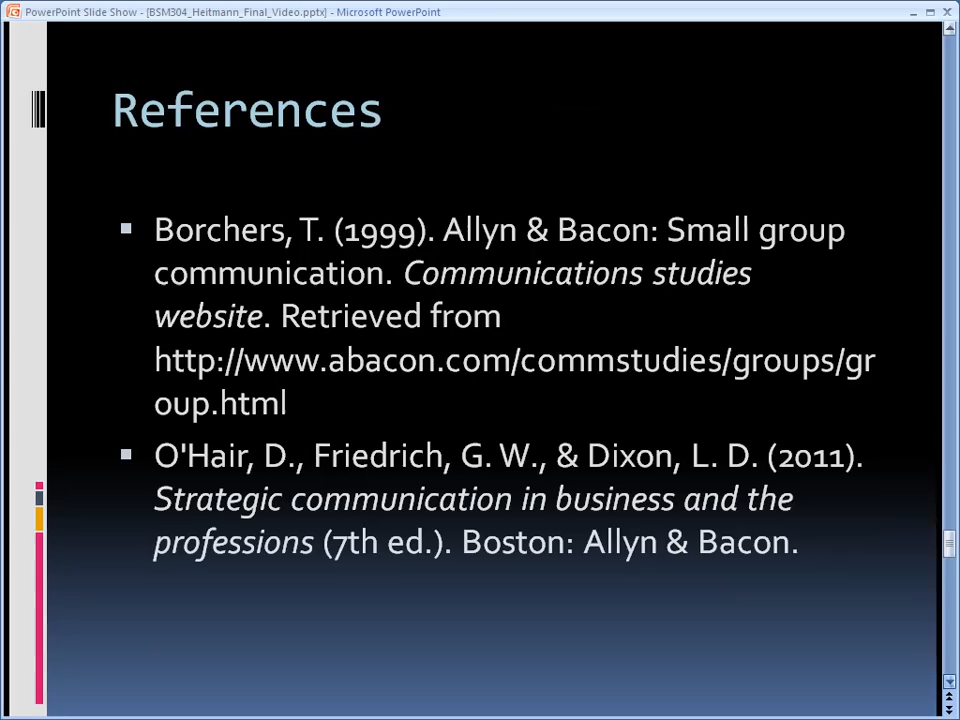 PowerPoint Slide Show - [BSM304_Heitmann_Final_Video.pptx] - Microsoft PowerPoint
References
Borchers, T. (1999). Allyn & Bacon: Small group
communication. Communications studies
website. Retrieved from
http://www.abacon.com/commstudies/groups/gr
oup.html
O'Hair, D., Friedrich, G. W., & Dixon, L. D. (2011).
Strategic communication in business and the
professions (7th ed.). Boston: Allyn & Bacon.